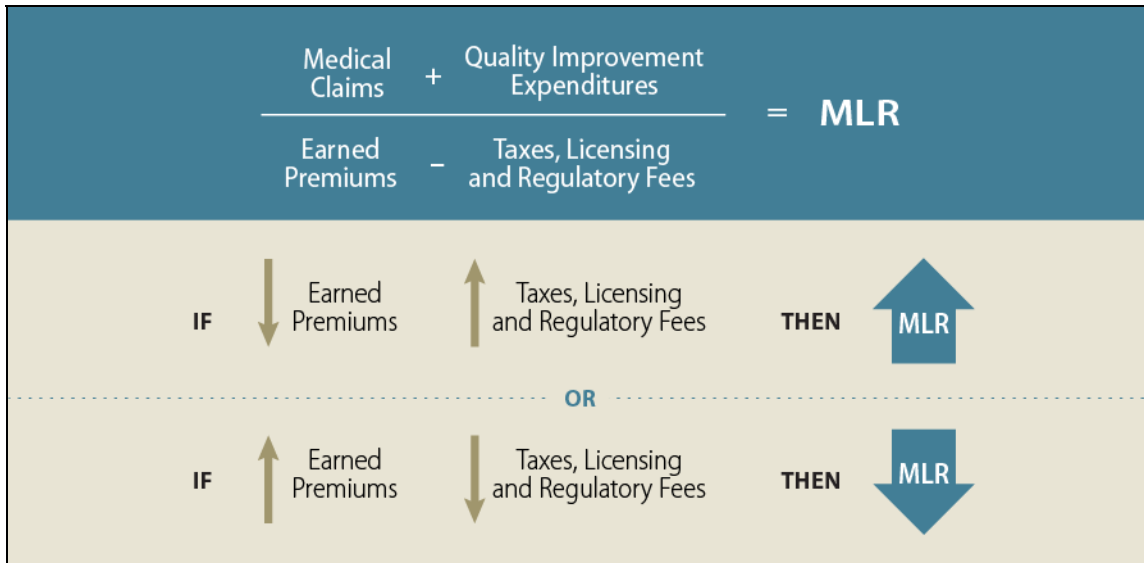 Medical Claims + Quality Improvement Expenditures
= MLR
Earned Premiums – Taxes, Licensing and Regulatory Fees
IF Earned Premiums Taxes, Licensing and Regulatory Fees THEN MLR
OR
IF Earned Premiums Taxes, Licensing and Regulatory Fees THEN MLR